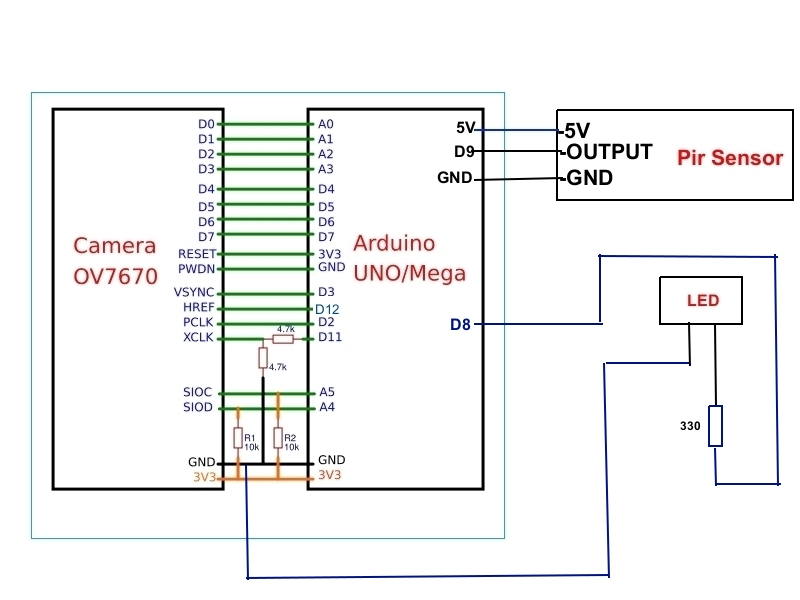 D0 A0
D1 A1
D2 A2
D3 A3
D4 D4
D5 D5
D6 D6
D7 D7
RESET 3V3
PWDN GND
VSYNC D3
HREF D12
PCLK D2
4.7k
XCLK D11
4.7k
SIOC A5
SIOD A4
R1 R2
10k 10k
GND GND
3V3 3V3
Camera
OV7670
Arduino
UNO/Mega
5V
D9
GND
D8
-5V
-OUTPUT
-GND
Pir Sensor
LED
330